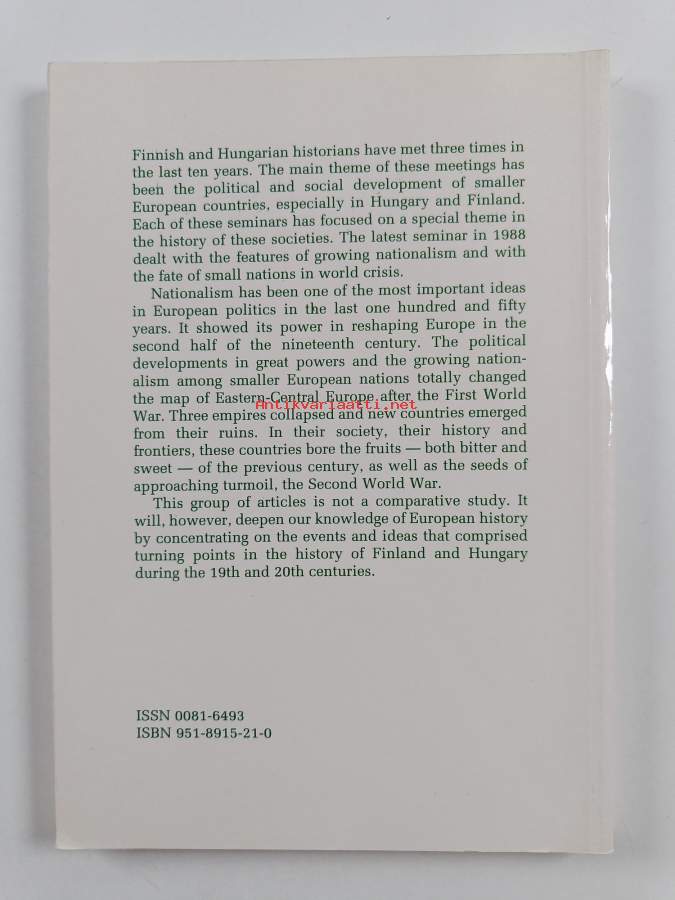 Finnish and Hungarian historians have met three times in
the last ten years. The main theme of these meetings has
been the political and social development of smaller
European countries, especially in Hungary and Finland.
Each of these seminars has focused on a special theme in
the history of these societies. The latest seminar in 1988
dealt with the features of growing nationalism and with
the fate of small nations in world crisis.
Nationalism has been one of the most important ideas
in European politics in the last one hundred and fifty
years. It showed its power in reshaping Europe in the
second half of the nineteenth century. The political
developments in great powers and the growing nation-
alism among smaller European nations totally changed
the map of Eastern-Central Europe after the First World
Antikvariaatti.net
War. Three empires collapsed and new countries emerged
from their ruins. In their society, their history and
frontiers, these countries bore the fruits — both bitter and
sweet — of the previous century, as well as the seeds of
approaching turmoil, the Second World War.
This group of articles is not a comparative study. It
will, however, deepen our knowledge of European history
by concentrating on the events and ideas that comprised
turning points in the history of Finland and Hungary
during the 19th and 20th centuries.
ISSN 0081-6493
ISBN 951-8915-21-0